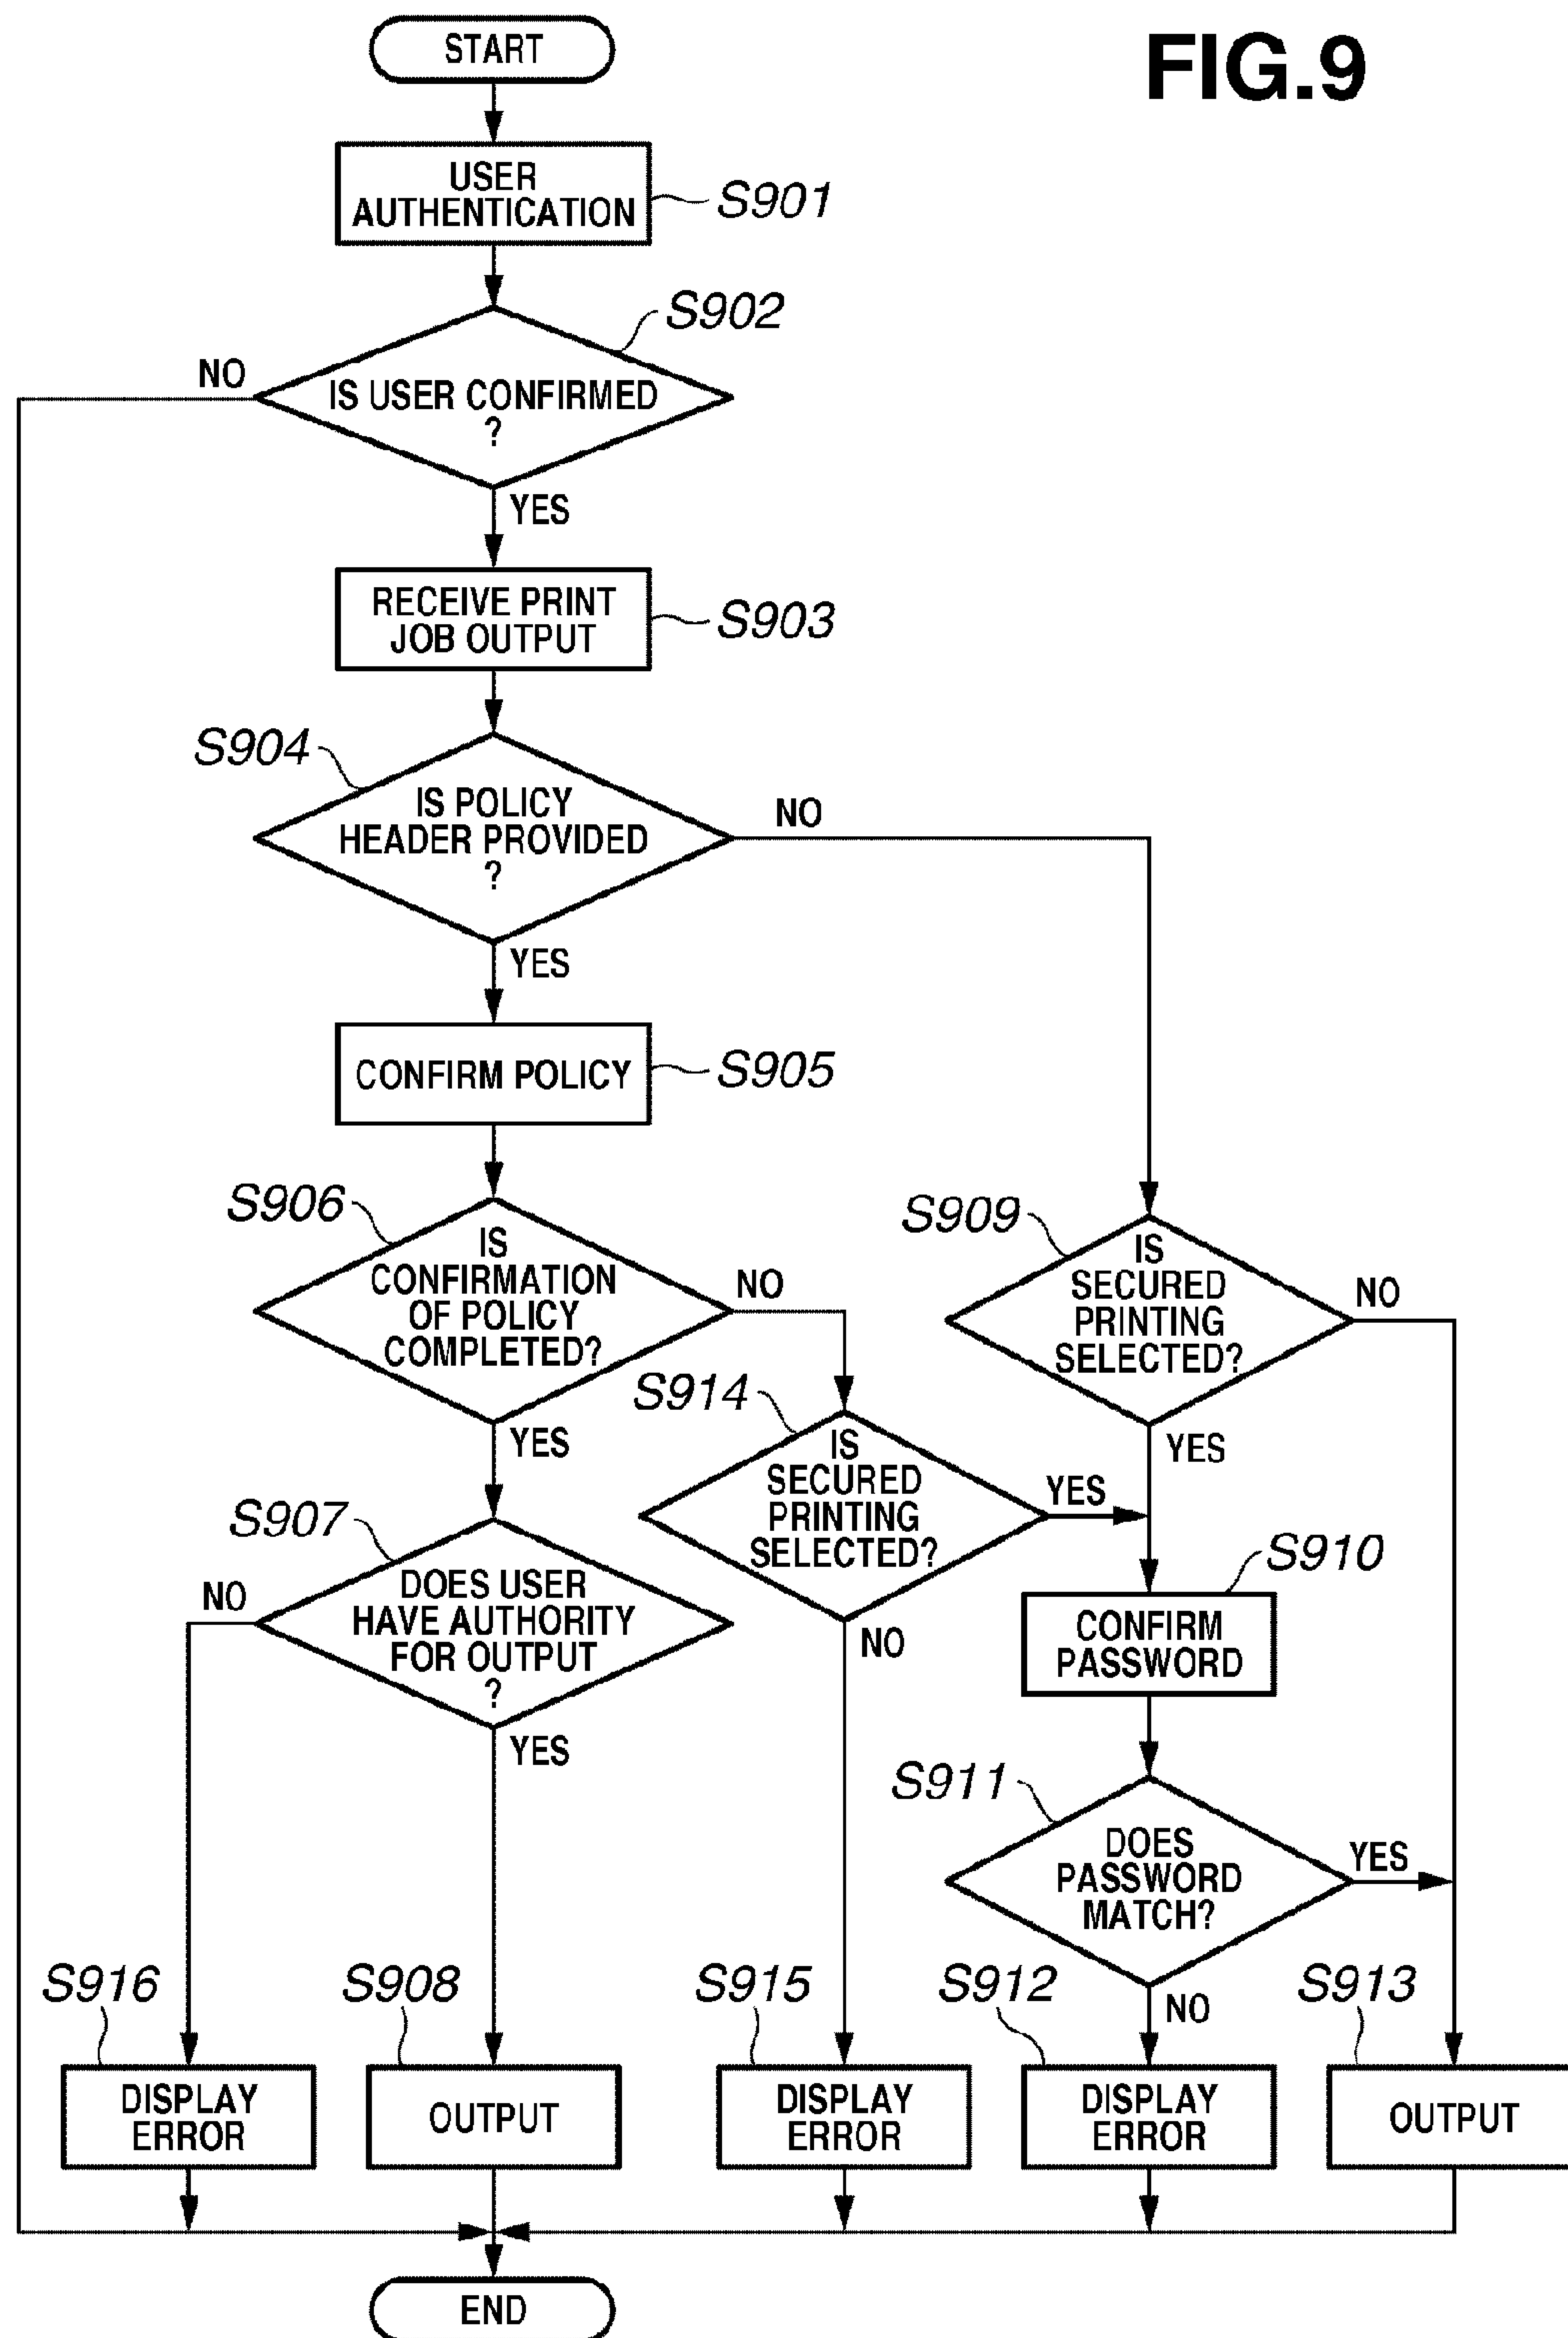 FIG.9
START
USER
AUTHENTICATION
S901
S902
NO
IS USER CONFIRMED
?
YES
RECEIVE PRINT
JOB OUTPUT
S903
S904
IS POLICY
HEADER PROVIDED
?
NO
YES
CONFIRM POLICY
S905
S906
IS
CONFIRMATION
OF POLICY
COMPLETED?
NO
YES
S909
IS
SECURED
PRINTING
SELECTED?
NO
YES
S914
IS
SECURED
PRINTING
SELECTED?
YES
NO
S907
DOES USER
HAVE AUTHORITY
FOR OUTPUT
?
NO
YES
S910
CONFIRM
PASSWORD
S911
DOES
PASSWORD
MATCH?
YES
NO
S916
DISPLAY
ERROR
S908
OUTPUT
S915
DISPLAY
ERROR
S912
DISPLAY
ERROR
S913
OUTPUT
END